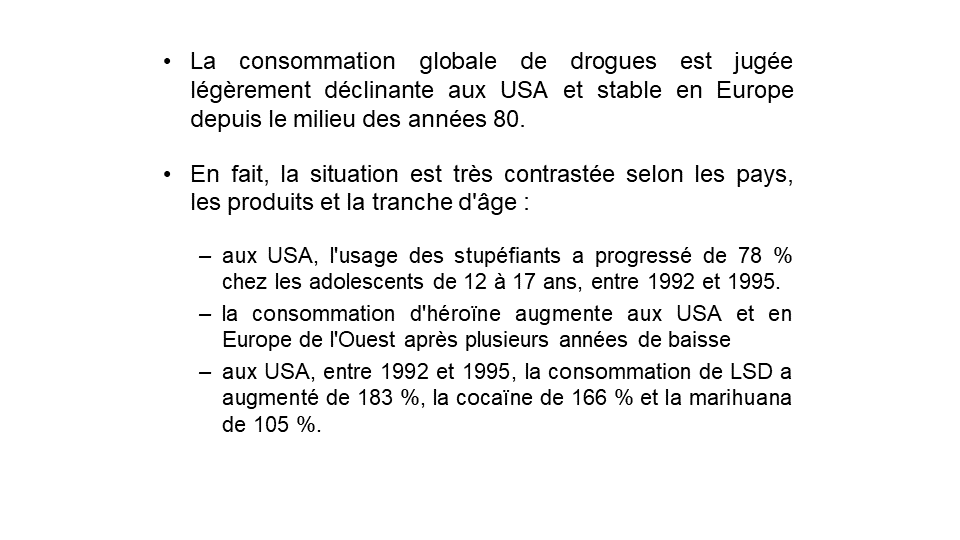 • La consommation globale de drogues est jugée
légèrement déclinante aux USA et stable en Europe
depuis le milieu des années 80.
• En fait, la situation est très contrastée selon les pays,
les produits et la tranche d'âge :
– aux USA, l'usage des stupéfiants a progressé de 78 %
chez les adolescents de 12 à 17 ans, entre 1992 et 1995.
– la consommation d'héroïne augmente aux USA et en
Europe de l'Ouest après plusieurs années de baisse
– aux USA, entre 1992 et 1995, la consommation de LSD a
augmenté de 183 %, la cocaïne de 166 % et la marihuana
de 105 %.